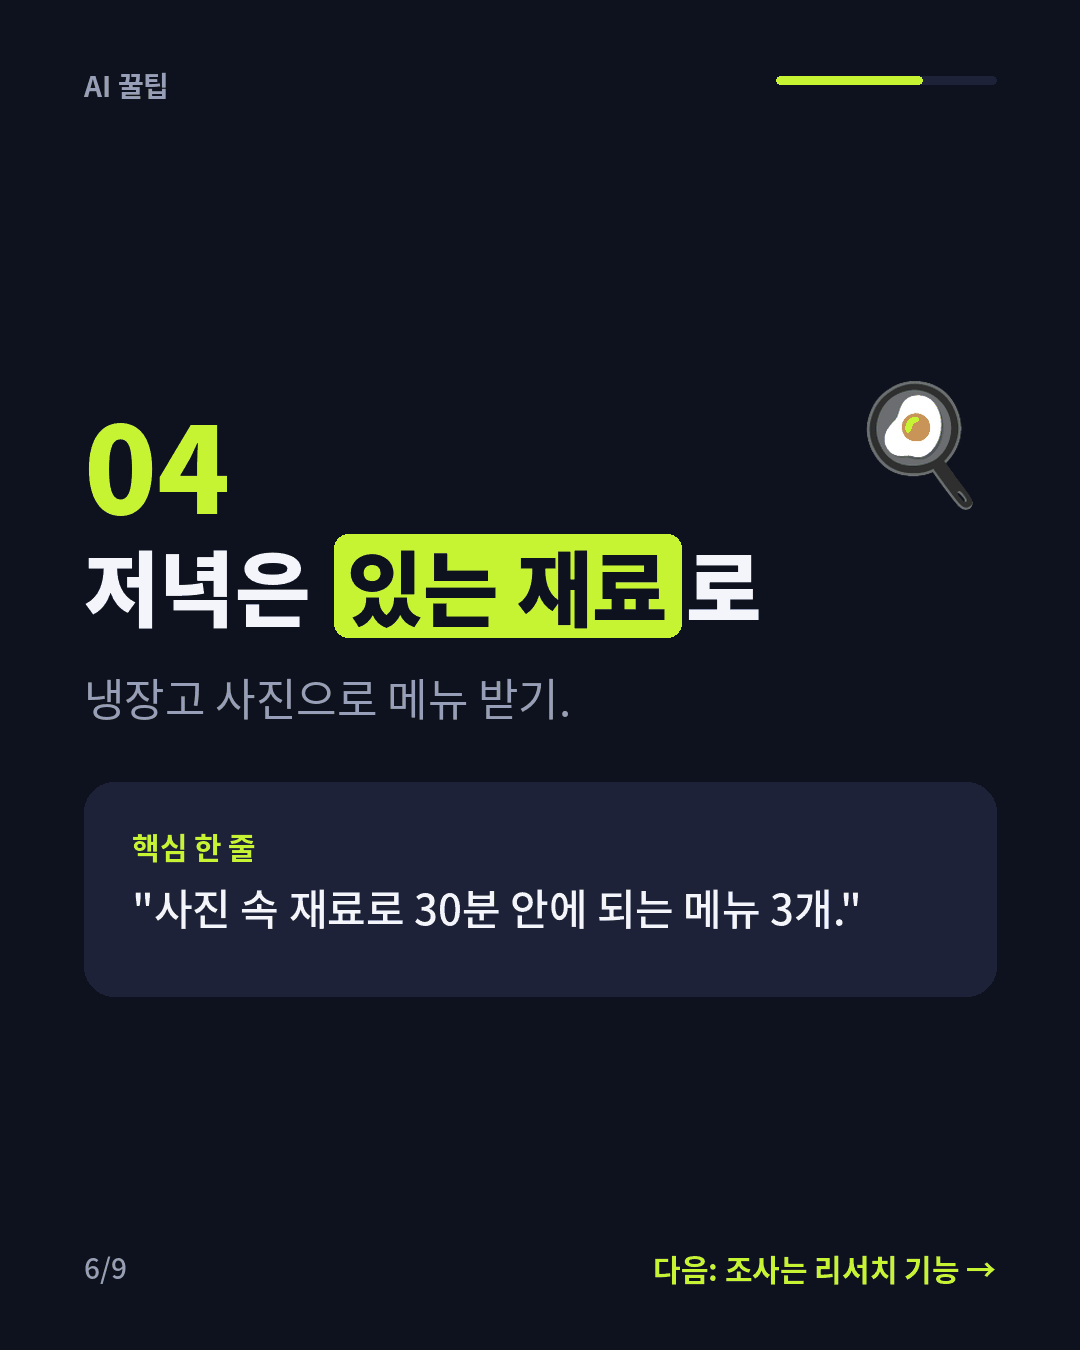 AI 꿀팁
04
저녁은 있는 재료로
냉장고 사진으로 메뉴 받기.
핵심 한 줄
"사진 속 재료로 30분 안에 되는 메뉴 3개."
6/9
다음: 조사는 리서치 기능 →